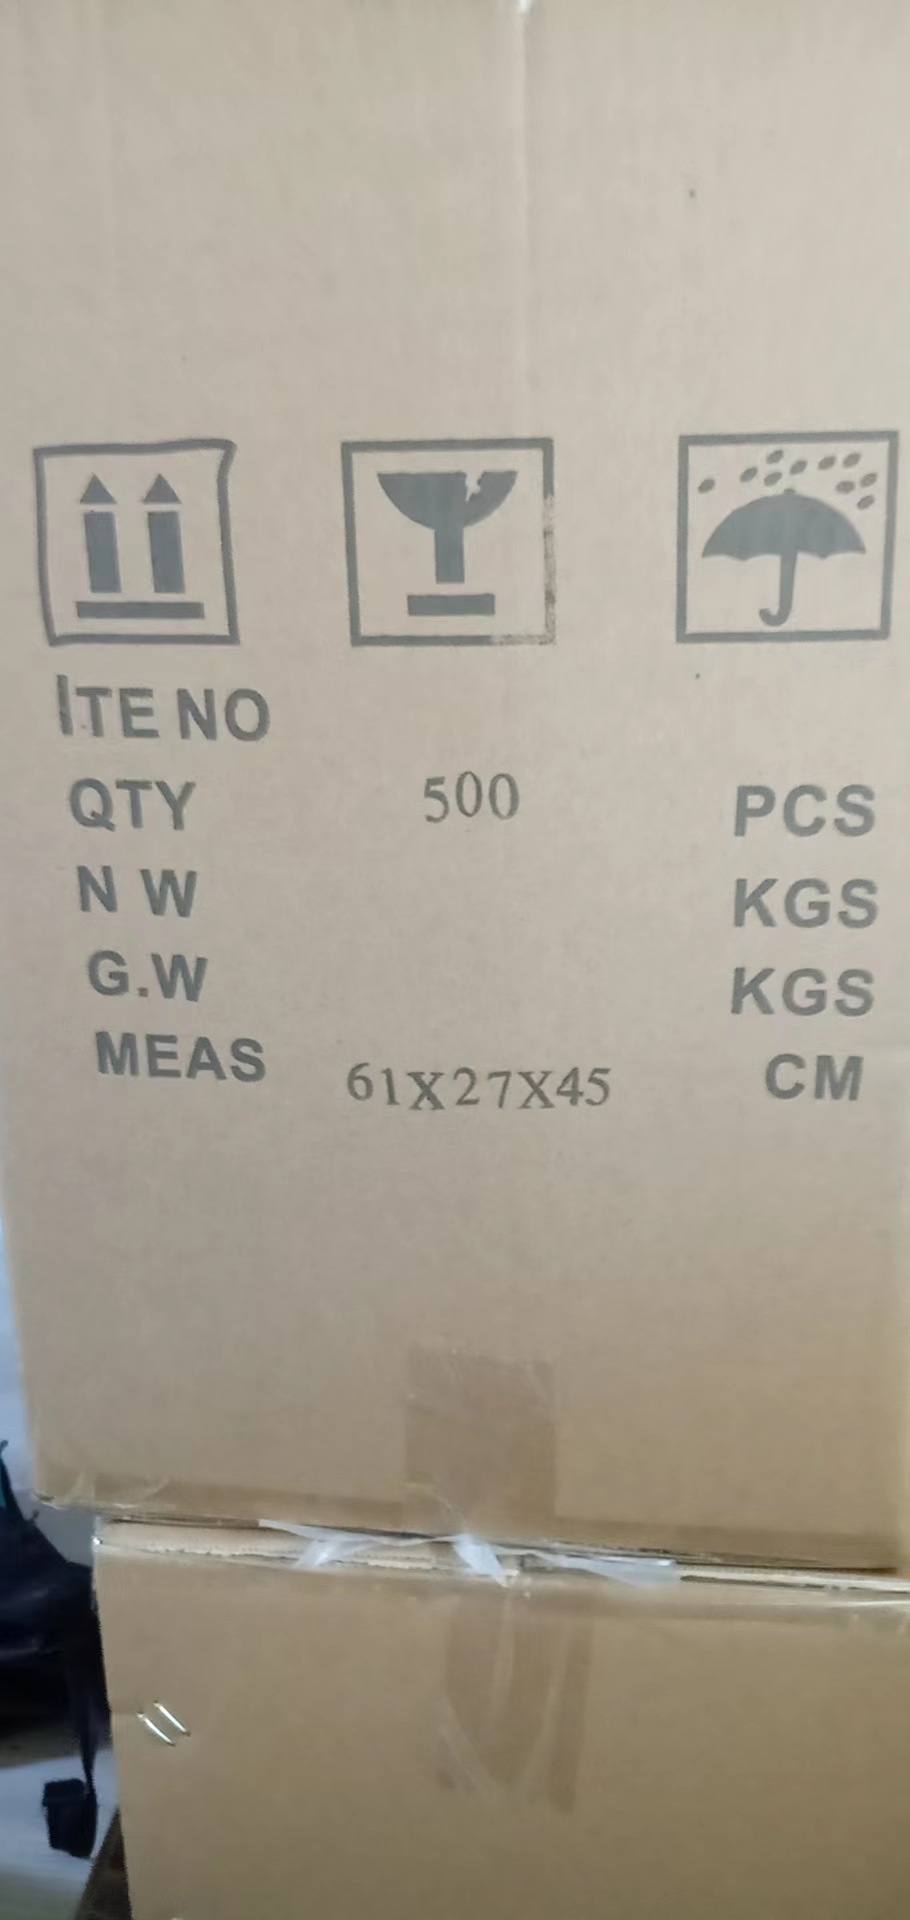 ITE NO
QTY 500 PCS
N W KGS
G.W KGS
MEAS 61X27X45 CM